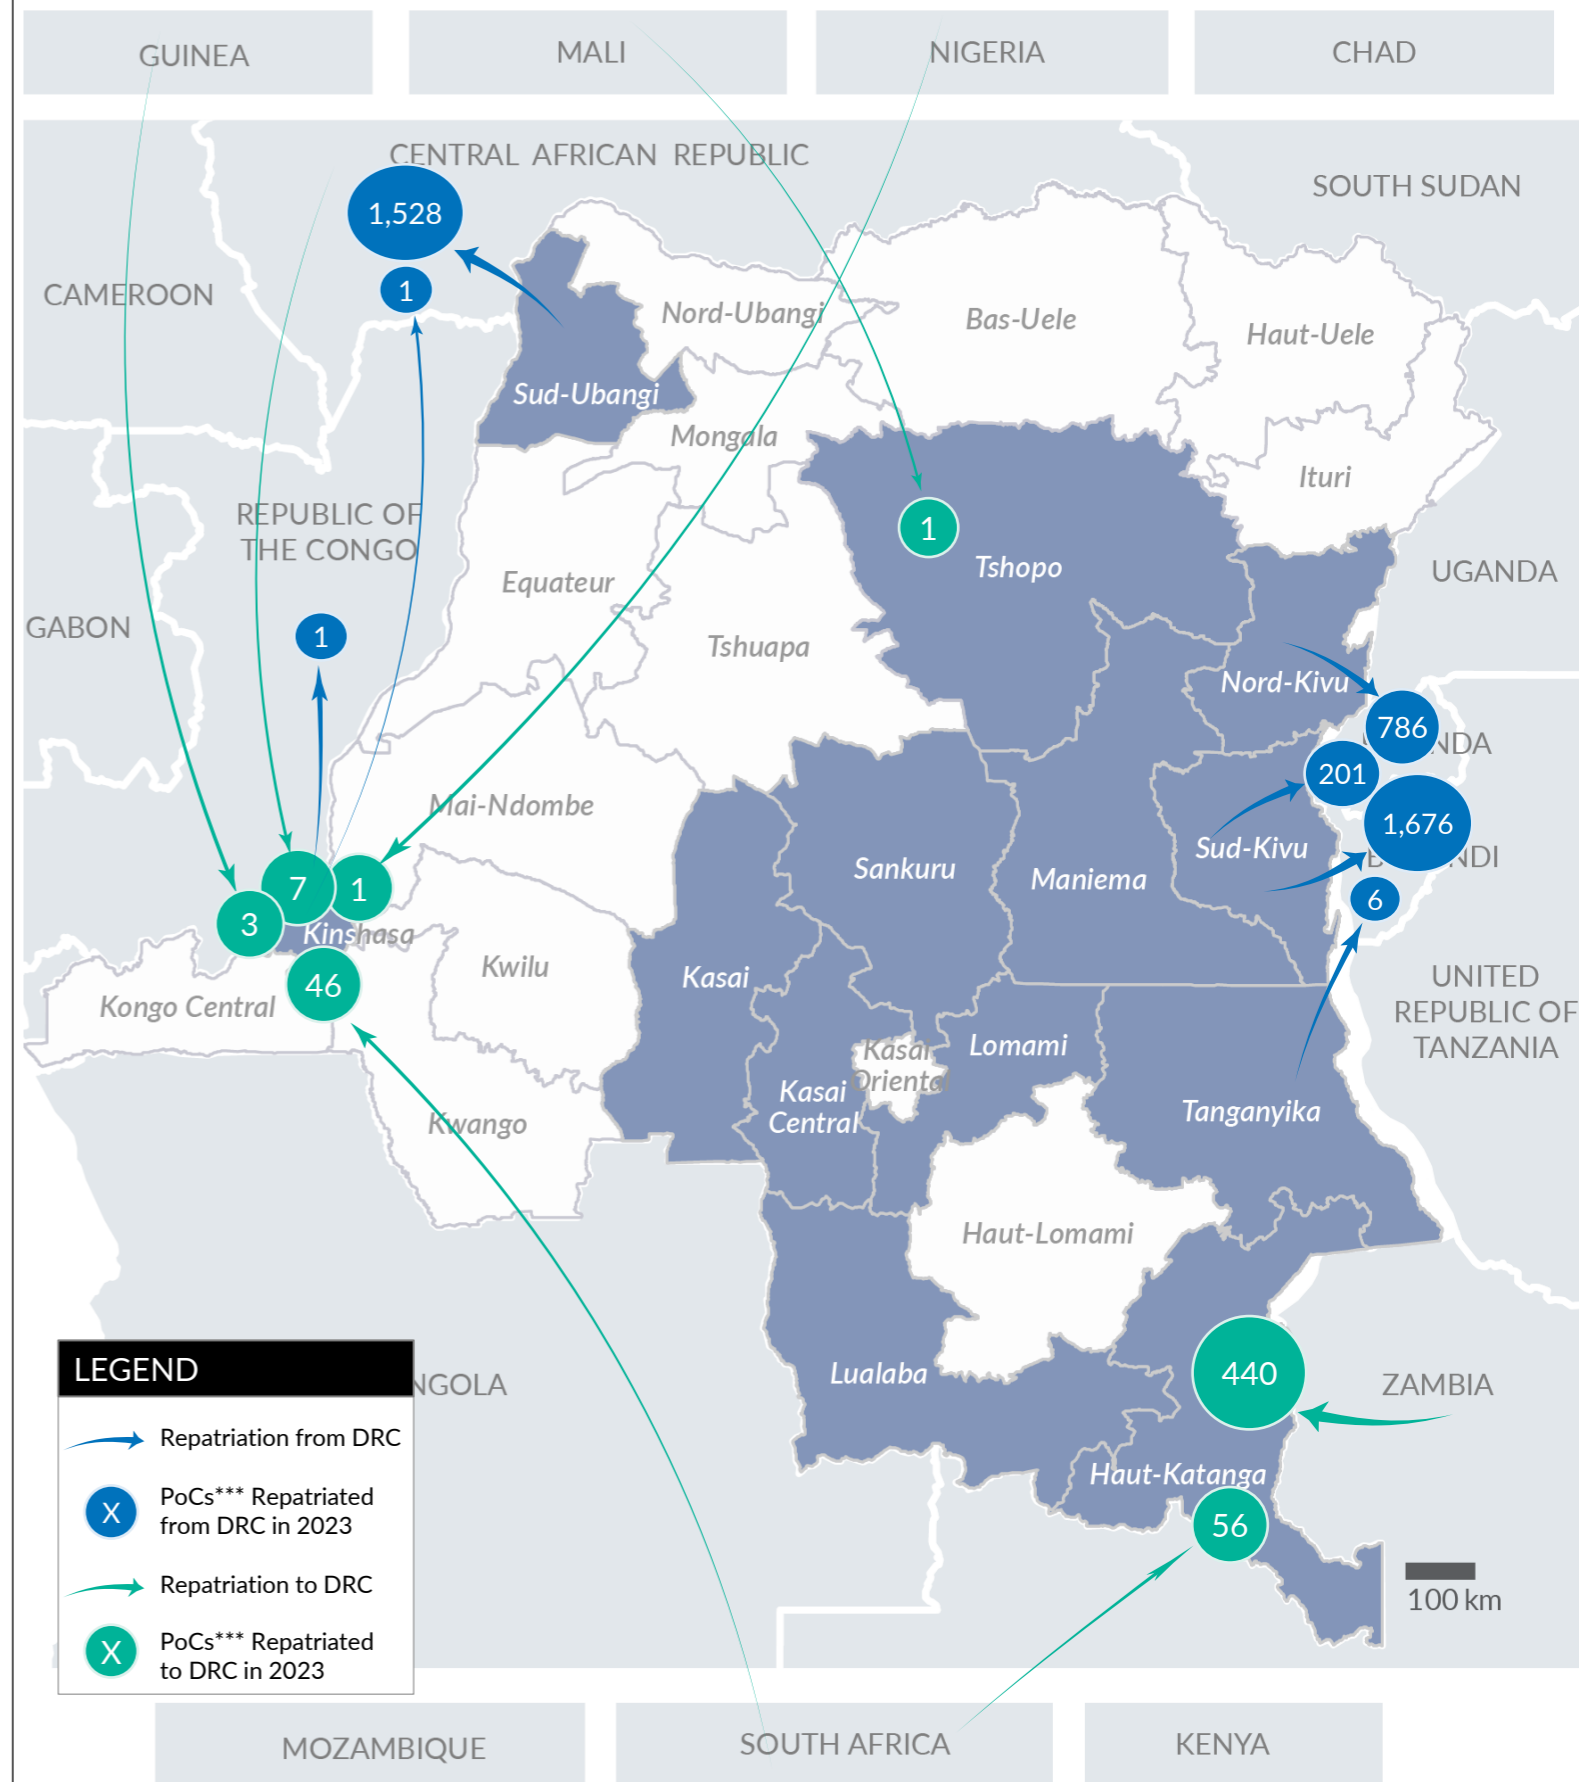 GUINEA
MALI
NIGERIA
CHAD
CENTRAL AFRICAN REPUBLIC
SOUTH SUDAN
1,528
1
CAMEROON
Nord-Ubangi
Bas-Uele
Haut-Uele
Sud-Ubangi
Mongala
Ituri
REPUBLIC OF
THE CONGO
1
Tshopo
Equateur
UGANDA
GABON
1
Tshuapa
Nord-Kivu
786
NDA
201
Mai-Ndombe
1,676
Sud-Kivu
B
NDI
Sankuru
Maniema
7
1
3
6
Kinshasa
Kwilu
Kasai
46
Kongo Central
UNITED
REPUBLIC OF
TANZANIA
Lomami
Kasai
Oriental
Kasai
Central
Tanganyika
Kwango
Haut-Lomami
LEGEND
440
Lualaba
NGOLA
ZAMBIA
Repatriation from DRC
Haut-Katanga
X
PoCs*** Repatriated
from DRC in 2023
56
Repatriation to DRC
100 km
X
PoCs*** Repatriated
to DRC in 2023
MOZAMBIQUE
SOUTH AFRICA
KENYA